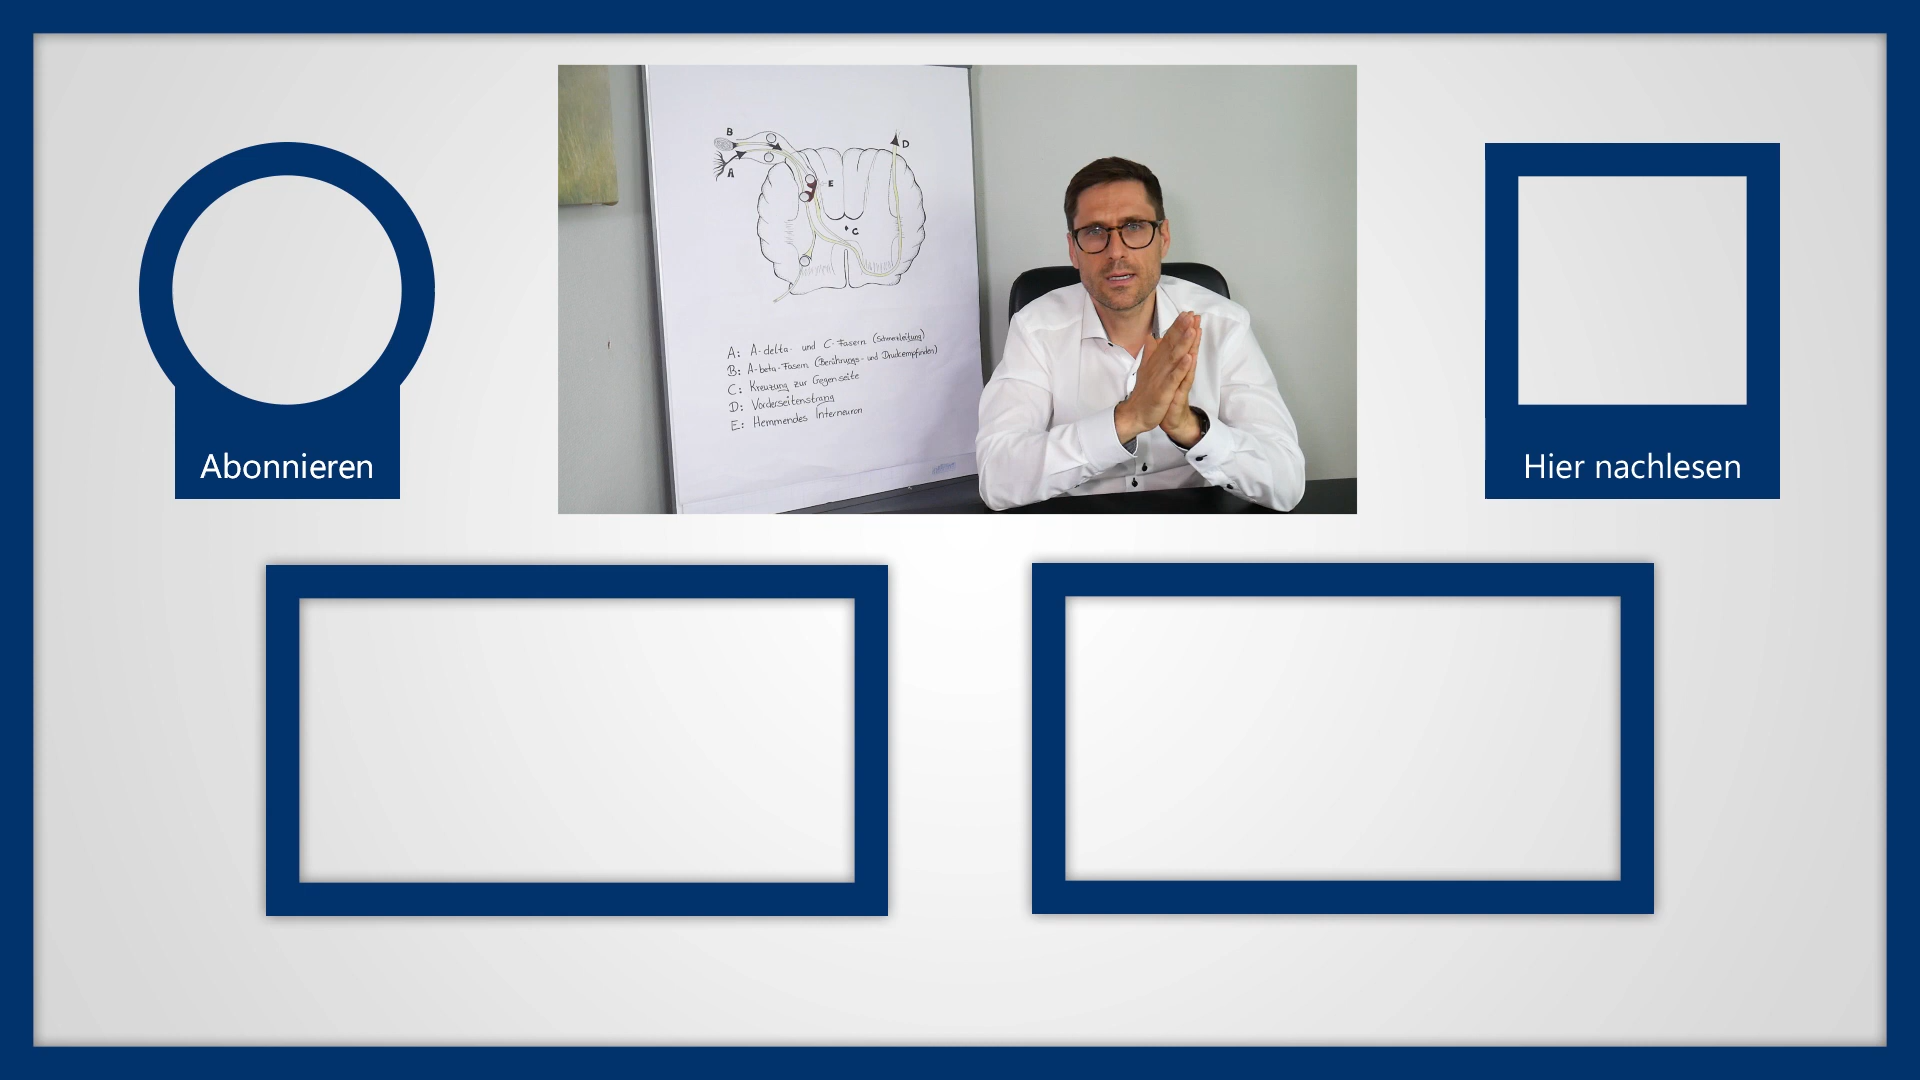 B
D
A
E
C
A: A-delta- und C-Fasern (Schmerzleitung)
B: A-beta-Fasern (Berührungs- und Druckempfinden)
C: Kreuzung zur Gegenseite
D: Vorderseitenstrang
E: Hemmendes Interneuron
Abonnieren
Hier nachlesen